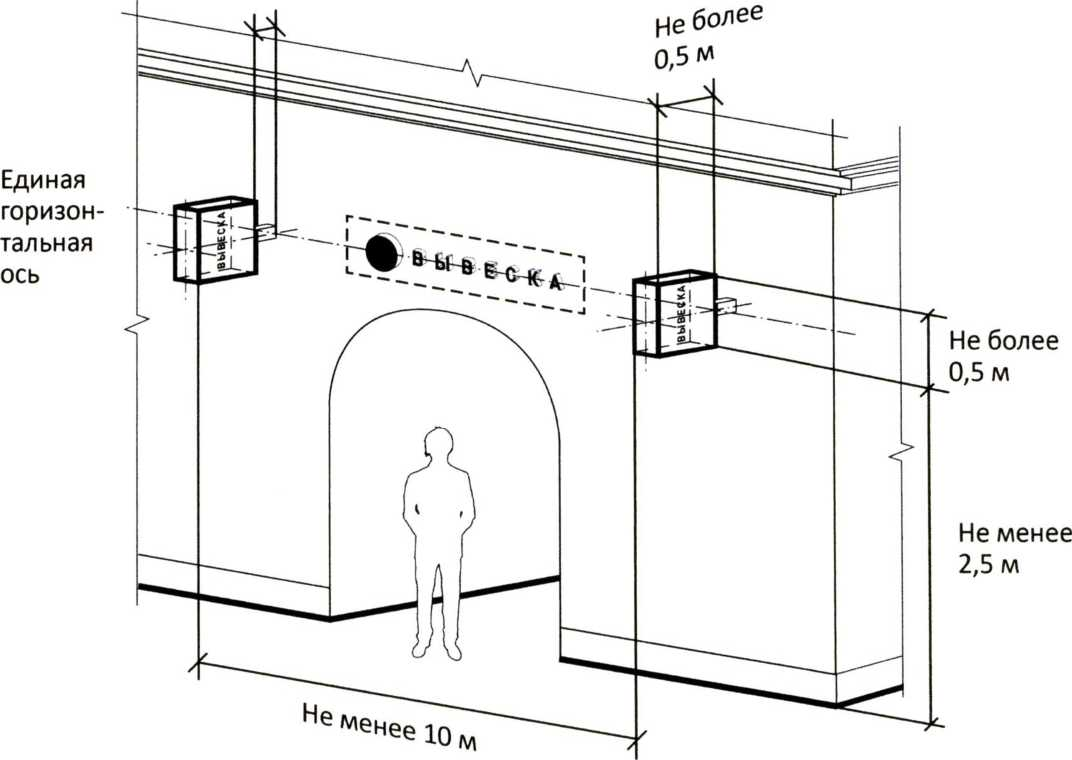 Не более
0,5 м
Единая
горизон-
тальная
ось
ВЫВЕСКА
ВЫВЕСКА
ВЫВЕСКА
Не более
0,5 м
Не менее
2,5 м
Не менее 10 м